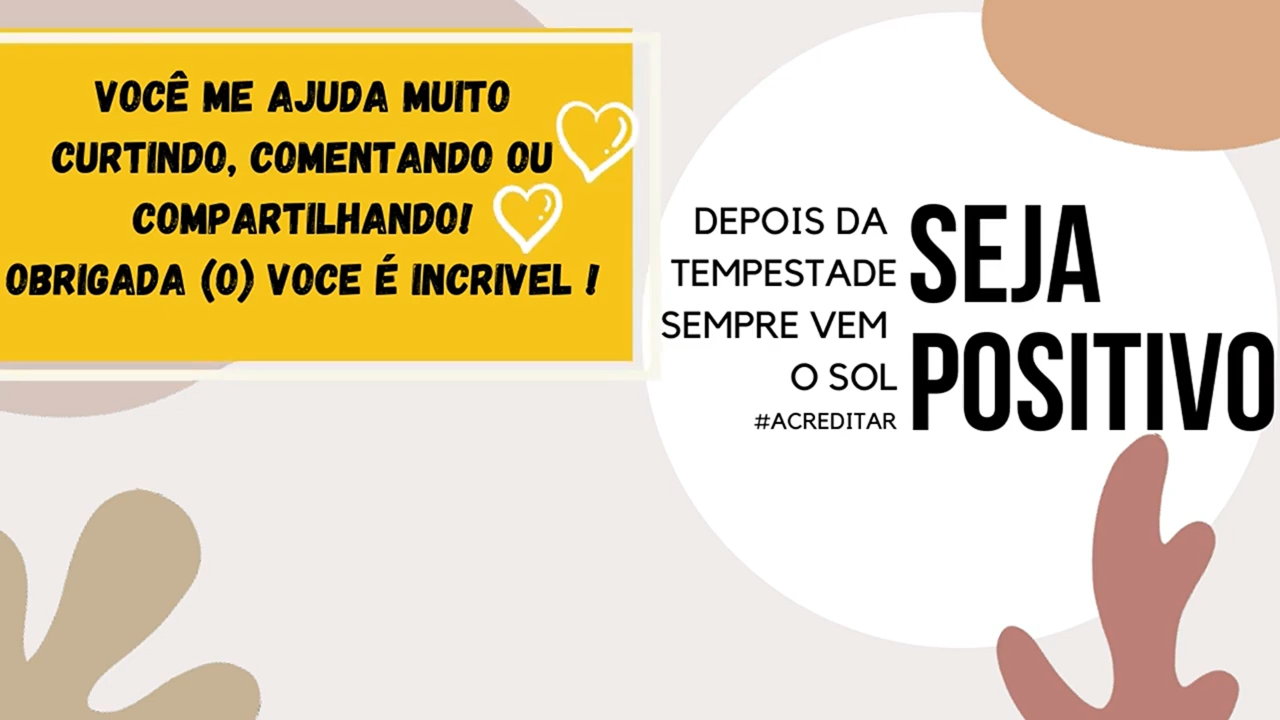 VOCÊ ME AJUDA MUITO
CURTINDO, COMENTANDO OU
COMPARTILHANDO!
OBRIGADA (O) VOCE É INCRIVEL !
DEPOIS DA
TEMPESTADE
SEMPRE VEM
O SOL
#ACREDITAR
SEJA
POSITIVO